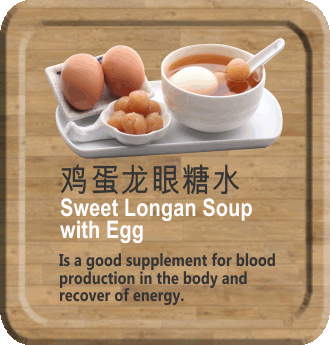 鸡蛋龙眼糖水
Sweet Longan Soup
with Egg
Is a good supplement for blood
production in the body and
recover of energy.